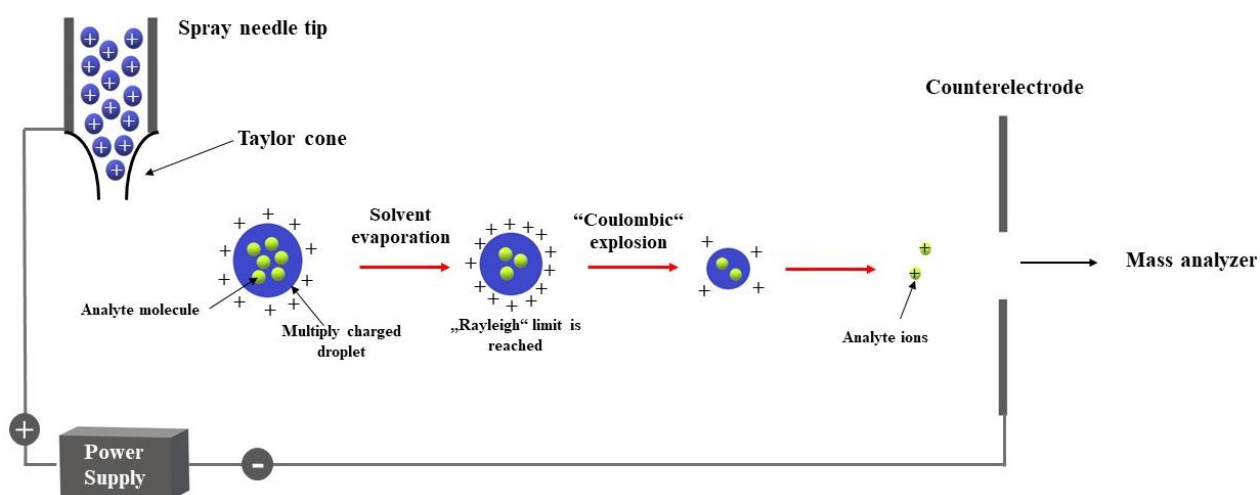 Spray needle tip
Taylor cone
Counterelectrode
Solvent
evaporation
“Coulombic“
explosion
Mass analyzer
Analyte molecule
Multiply charged
droplet
„Rayleigh“ limit is
reached
Analyte ions
Power
Supply